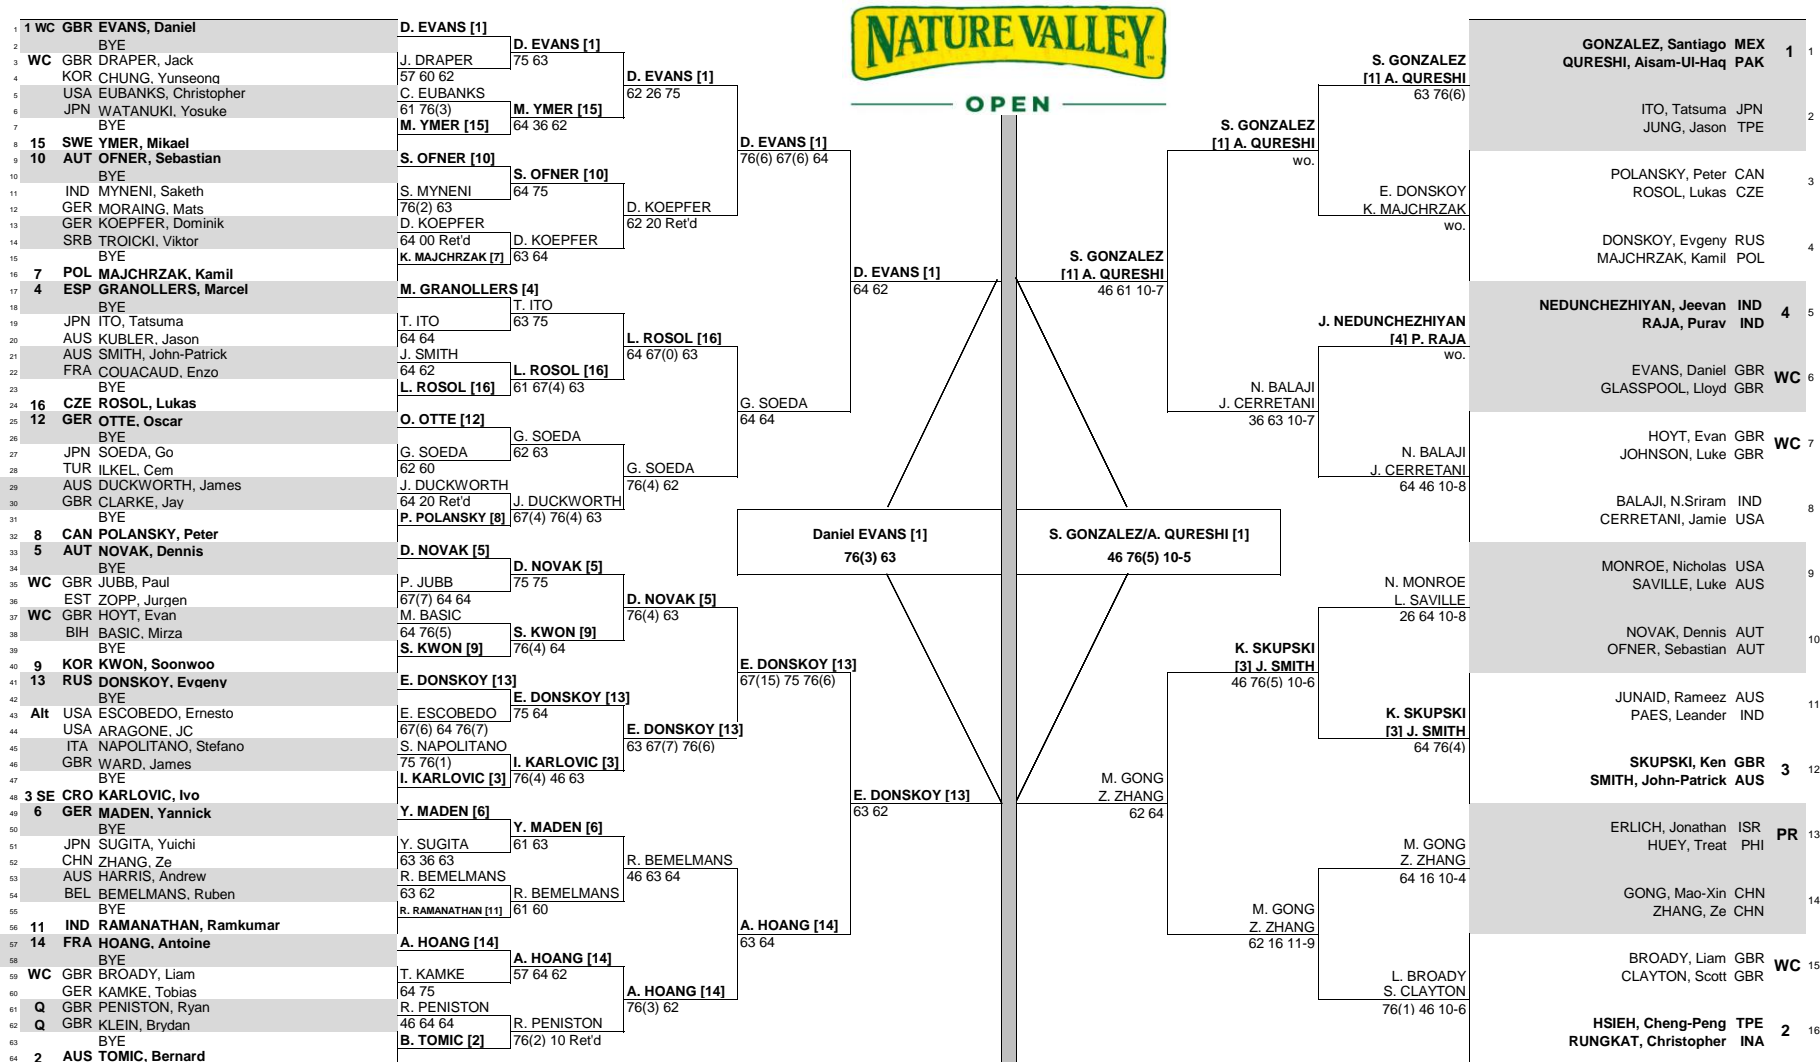 NATURE VALLEY
OPEN
1 1 WC GBR EVANS, Daniel
2 BYE
3 WC GBR DRAPER, Jack
4 KOR CHUNG, Yunseong
5 USA EUBANKS, Christopher
6 JPN WATANUKI, Yosuke
7 BYE
8 15 SWE YMER, Mikael
9 10 AUT OFNER, Sebastian
10 BYE
11 IND MYNENI, Saketh
12 GER MORAING, Mats
13 GER KOEPFER, Dominik
14 SRB TROICKI, Viktor
15 BYE
16 7 POL MAJCHRZAK, Kamil
17 4 ESP GRANOLLERS, Marcel
18 BYE
19 JPN ITO, Tatsuma
20 AUS KUBLER, Jason
21 AUS SMITH, John-Patrick
22 FRA COUACAUD, Enzo
23 BYE
24 16 CZE ROSOL, Lukas
25 12 GER OTTE, Oscar
26 BYE
27 JPN SOEDA, Go
28 TUR ILKEL, Cem
29 AUS DUCKWORTH, James
30 GBR CLARKE, Jay
31 BYE
32 8 CAN POLANSKY, Peter
33 5 AUT NOVAK, Dennis
34 BYE
35 WC GBR JUBB, Paul
36 EST ZOPP, Jurgen
37 WC GBR HOYT, Evan
38 BIH BASIC, Mirza
39 BYE
40 9 KOR KWON, Soonwoo
41 13 RUS DONSKOY, Evgeny
42 BYE
43 Alt USA ESCOBEDO, Ernesto
44 USA ARAGONE, JC
45 ITA NAPOLITANO, Stefano
46 GBR WARD, James
47 BYE
48 3 SE CRO KARLOVIC, Ivo
49 6 GER MADEN, Yannick
50 BYE
51 JPN SUGITA, Yuichi
52 CHN ZHANG, Ze
53 AUS HARRIS, Andrew
54 BEL BEMELMANS, Ruben
55 BYE
56 11 IND RAMANATHAN, Ramkumar
57 14 FRA HOANG, Antoine
58 BYE
59 WC GBR BROADY, Liam
60 GER KAMKE, Tobias
61 Q GBR PENISTON, Ryan
62 Q GBR KLEIN, Brydan
63 BYE
64 2 AUS TOMIC, Bernard
D. EVANS [1]
J. DRAPER
57 60 62
C. EUBANKS
61 76(3)
M. YMER [15]
S. OFNER [10]
S. MYNENI
76(2) 63
D. KOEPFER
64 00 Ret'd
K. MAJCHRZAK [7]
M. GRANOLLERS [4]
T. ITO
64 64
J. SMITH
64 62
L. ROSOL [16]
O. OTTE [12]
G. SOEDA
62 60
J. DUCKWORTH
64 20 Ret'd
P. POLANSKY [8]
D. NOVAK [5]
P. JUBB
67(7) 64 64
M. BASIC
64 76(5)
S. KWON [9]
E. DONSKOY [13]
E. ESCOBEDO
67(6) 64 76(7)
S. NAPOLITANO
75 76(1)
I. KARLOVIC [3]
Y. MADEN [6]
Y. SUGITA
63 36 63
R. BEMELMANS
63 62
R. RAMANATHAN [11]
A. HOANG [14]
T. KAMKE
64 75
R. PENISTON
46 64 64
B. TOMIC [2]
D. EVANS [1]
75 63
M. YMER [15]
64 36 62
S. OFNER [10]
64 75
D. KOEPFER
63 64
T. ITO
63 75
L. ROSOL [16]
61 67(4) 63
G. SOEDA
62 63
J. DUCKWORTH
67(4) 76(4) 63
D. NOVAK [5]
75 75
S. KWON [9]
76(4) 64
E. DONSKOY [13]
75 64
I. KARLOVIC [3]
76(4) 46 63
Y. MADEN [6]
61 63
R. BEMELMANS
61 60
A. HOANG [14]
57 64 62
R. PENISTON
76(2) 10 Ret'd
D. EVANS [1]
62 26 75
D. KOEPFER
62 20 Ret'd
L. ROSOL [16]
64 67(0) 63
G. SOEDA
76(4) 62
D. NOVAK [5]
76(4) 63
E. DONSKOY [13]
63 67(7) 76(6)
R. BEMELMANS
46 63 64
A. HOANG [14]
76(3) 62
D. EVANS [1]
76(6) 67(6) 64
G. SOEDA
64 64
E. DONSKOY [13]
67(15) 75 76(6)
A. HOANG [14]
63 64
D. EVANS [1]
64 62
E. DONSKOY [13]
63 62
Daniel EVANS [1]
76(3) 63
S. GONZALEZ/A. QURESHI [1]
46 76(5) 10-5
S. GONZALEZ
[1] A. QURESHI
46 61 10-7
M. GONG
Z. ZHANG
62 64
S. GONZALEZ
[1] A. QURESHI
wo.
N. BALAJI
J. CERRETANI
36 63 10-7
K. SKUPSKI
[3] J. SMITH
46 76(5) 10-6
M. GONG
Z. ZHANG
62 16 11-9
S. GONZALEZ
[1] A. QURESHI
63 76(6)
E. DONSKOY
K. MAJCHRZAK
wo.
J. NEDUNCHEZHIYAN
[4] P. RAJA
wo.
N. BALAJI
J. CERRETANI
64 46 10-8
N. MONROE
L. SAVILLE
26 64 10-8
K. SKUPSKI
[3] J. SMITH
64 76(4)
M. GONG
Z. ZHANG
64 16 10-4
L. BROADY
S. CLAYTON
76(1) 46 10-6
GONZALEZ, Santiago MEX
QURESHI, Aisam-Ul-Haq PAK
1 1
ITO, Tatsuma JPN
JUNG, Jason TPE
2
POLANSKY, Peter CAN
ROSOL, Lukas CZE
3
DONSKOY, Evgeny RUS
MAJCHRZAK, Kamil POL
4
NEDUNCHEZHIYAN, Jeevan IND
RAJA, Purav IND
4 5
EVANS, Daniel GBR
GLASSPOOL, Lloyd GBR
WC 6
HOYT, Evan GBR
JOHNSON, Luke GBR
WC 7
BALAJI, N.Sriram IND
CERRETANI, Jamie USA
8
MONROE, Nicholas USA
SAVILLE, Luke AUS
9
NOVAK, Dennis AUT
OFNER, Sebastian AUT
10
JUNAID, Rameez AUS
PAES, Leander IND
11
SKUPSKI, Ken GBR
SMITH, John-Patrick AUS
3 12
ERLICH, Jonathan ISR
HUEY, Treat PHI
PR 13
GONG, Mao-Xin CHN
ZHANG, Ze CHN
14
BROADY, Liam GBR
CLAYTON, Scott GBR
WC 15
HSIEH, Cheng-Peng TPE
RUNGKAT, Christopher INA
2 16